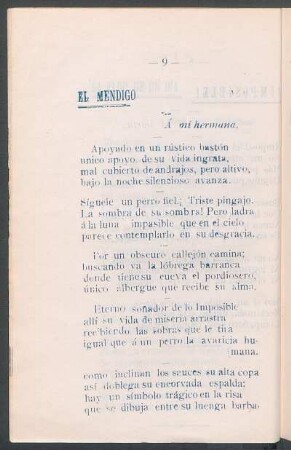 — 9 —
EL MENDIGO
Á mi hermana.
Apoyado en un rústico bastón
unico apoyo de su vida ingrata,
mal cubierto de andrajos, pero altivo,
bajo la noche silencioso avanza.
Síguele un perro fiel; Triste pingajo.
La sombra de su sombra! Pero ladra
á la luna impasible que en el cielo
parece contemplarlo en su desgracia.
Por un obscuro callejón camina;
buscando va la lóbrega barranca
donde tiene su cueva el pordiosero,
único albergue que recibe su alma.
Eterno soñador de lo Imposible
allí su vida de miseria arrastra
recibiendo las sobras que le tira
igual que á un perro la avaricia hu-
mana.
como inclinan los sauces su alta copa
así doblega su encorvada espalda;
hay un símbolo trágico en la risa
que se dibuja entre su luenga barba.